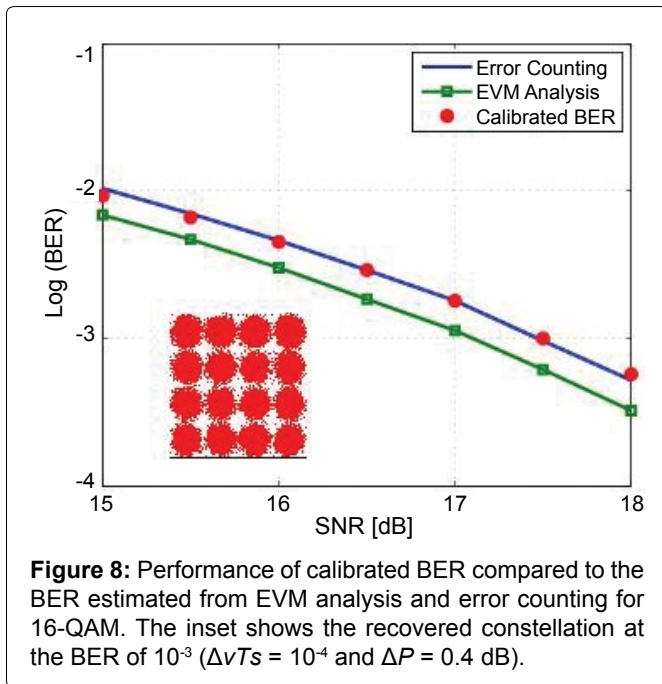 -1
Error Counting
EVM Analysis
Calibrated BER
-2
Log (BER)
-3
-4
15
16
17
18
SNR [dB]
Figure 8: Performance of calibrated BER compared to the
BER estimated from EVM analysis and error counting for
16-QAM. The inset shows the recovered constellation at
the BER of 10⁻³ (ΔvTs = 10⁻⁴ and ΔP = 0.4 dB).